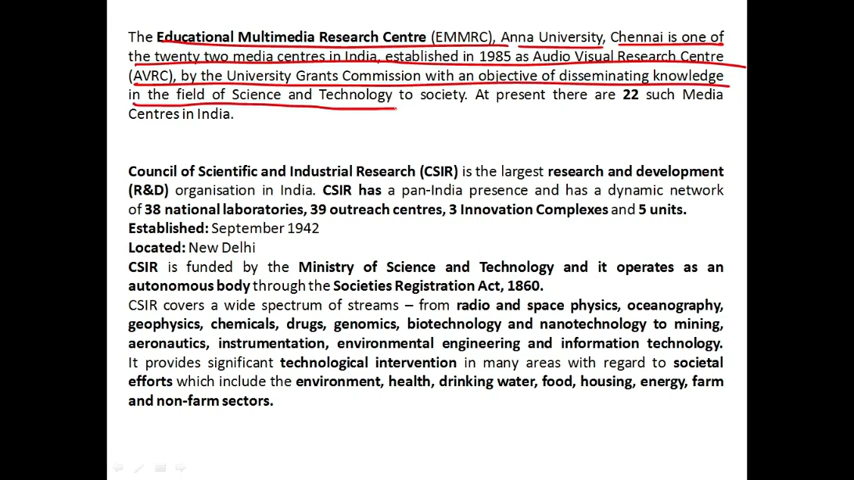 The Educational Multimedia Research Centre (EMMRC), Anna University, Chennai is one of
the twenty two media centres in India, established in 1985 as Audio Visual Research Centre
(AVRC), by the University Grants Commission with an objective of disseminating knowledge
in the field of Science and Technology to society. At present there are 22 such Media
Centres in India.
Council of Scientific and Industrial Research (CSIR) is the largest research and development
(R&D) organisation in India. CSIR has a pan-India presence and has a dynamic network
of 38 national laboratories, 39 outreach centres, 3 Innovation Complexes and 5 units.
Established: September 1942
Located: New Delhi
CSIR is funded by the Ministry of Science and Technology and it operates as an
autonomous body through the Societies Registration Act, 1860.
CSIR covers a wide spectrum of streams – from radio and space physics, oceanography,
geophysics, chemicals, drugs, genomics, biotechnology and nanotechnology to mining,
aeronautics, instrumentation, environmental engineering and information technology.
It provides significant technological intervention in many areas with regard to societal
efforts which include the environment, health, drinking water, food, housing, energy, farm
and non-farm sectors.